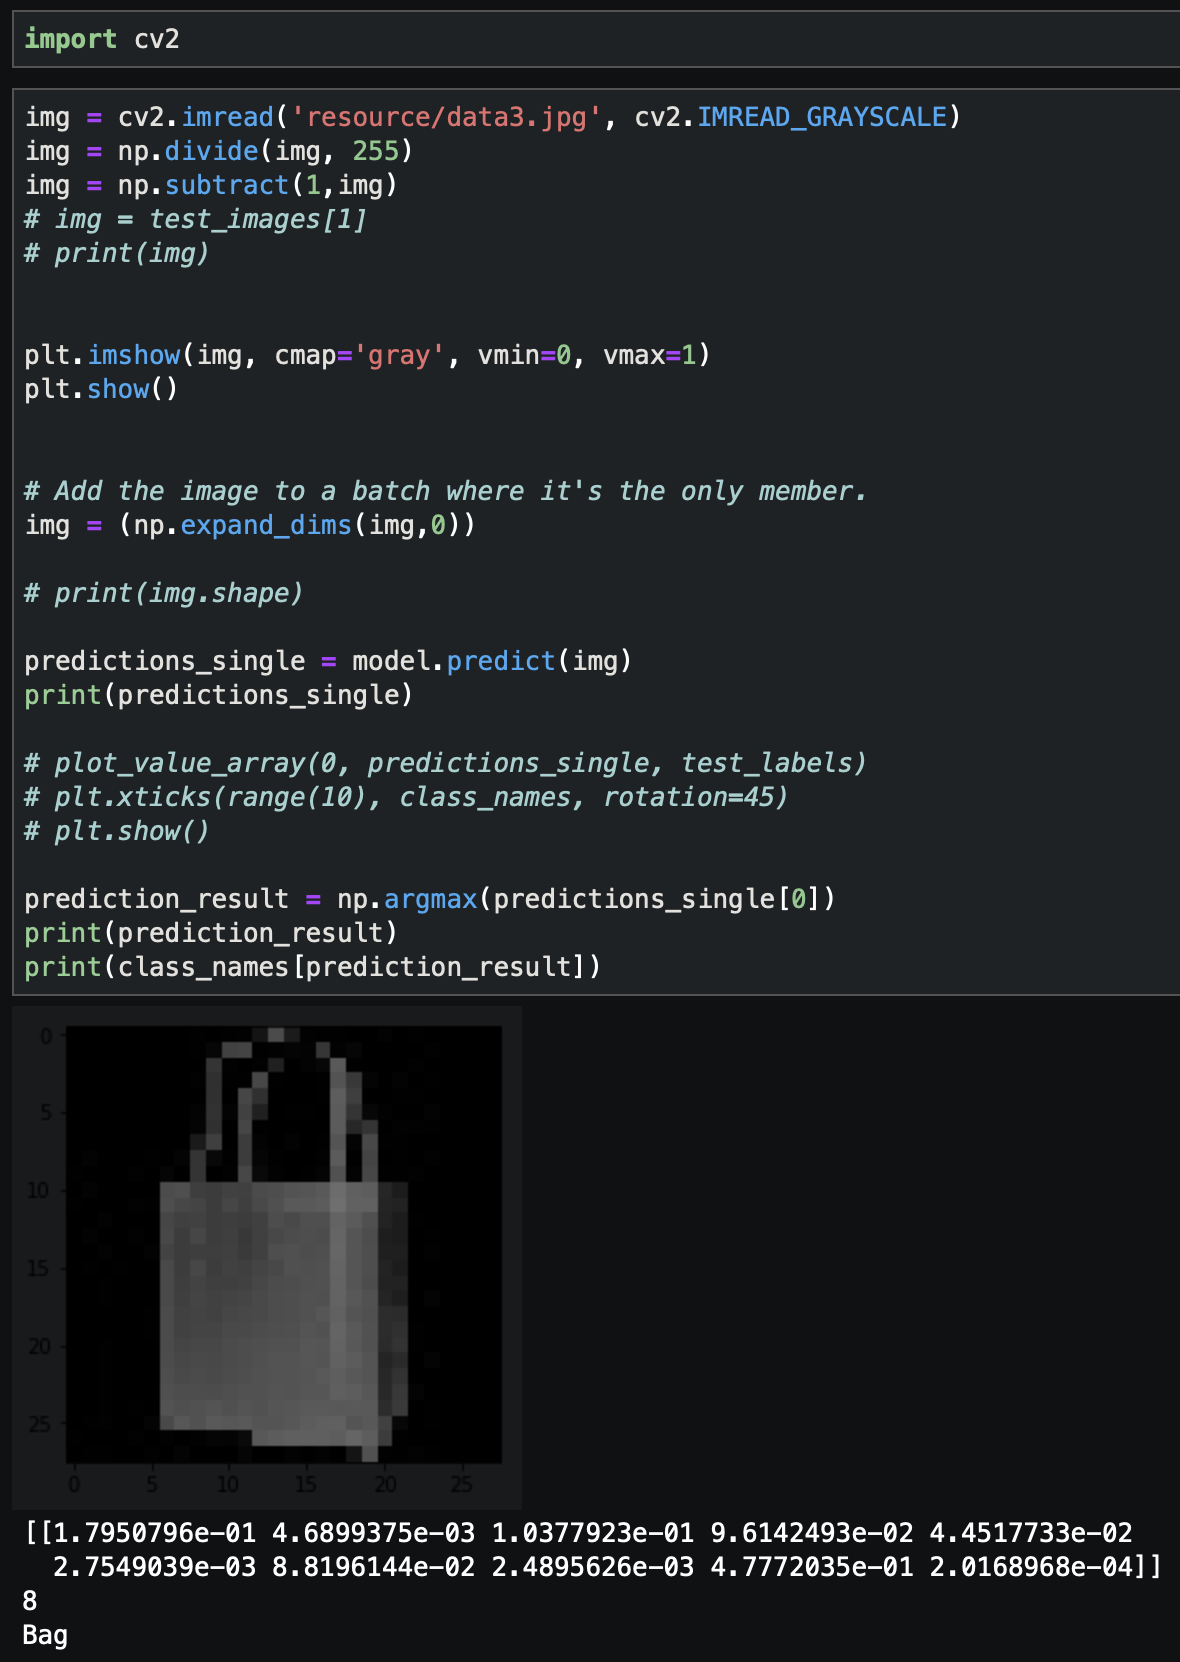 import cv2
img = cv2.imread('resource/data3.jpg', cv2.IMREAD_GRAYSCALE)
img = np.divide(img, 255)
img = np.subtract(1,img)
# img = test_images[1]
# print(img)
plt.imshow(img, cmap='gray', vmin=0, vmax=1)
plt.show()
# Add the image to a batch where it's the only member.
img = (np.expand_dims(img,0))
# print(img.shape)
predictions_single = model.predict(img)
print(predictions_single)
# plot_value_array(0, predictions_single, test_labels)
# plt.xticks(range(10), class_names, rotation=45)
# plt.show()
prediction_result = np.argmax(predictions_single[0])
print(prediction_result)
print(class_names[prediction_result])
0
5
10
15
20
25
0 5 10 15 20 25
[[1.7950796e-01 4.6899375e-03 1.0377923e-01 9.6142493e-02 4.4517733e-02
2.7549039e-03 8.8196144e-02 2.4895626e-03 4.7772035e-01 2.0168968e-04]]
8
Bag